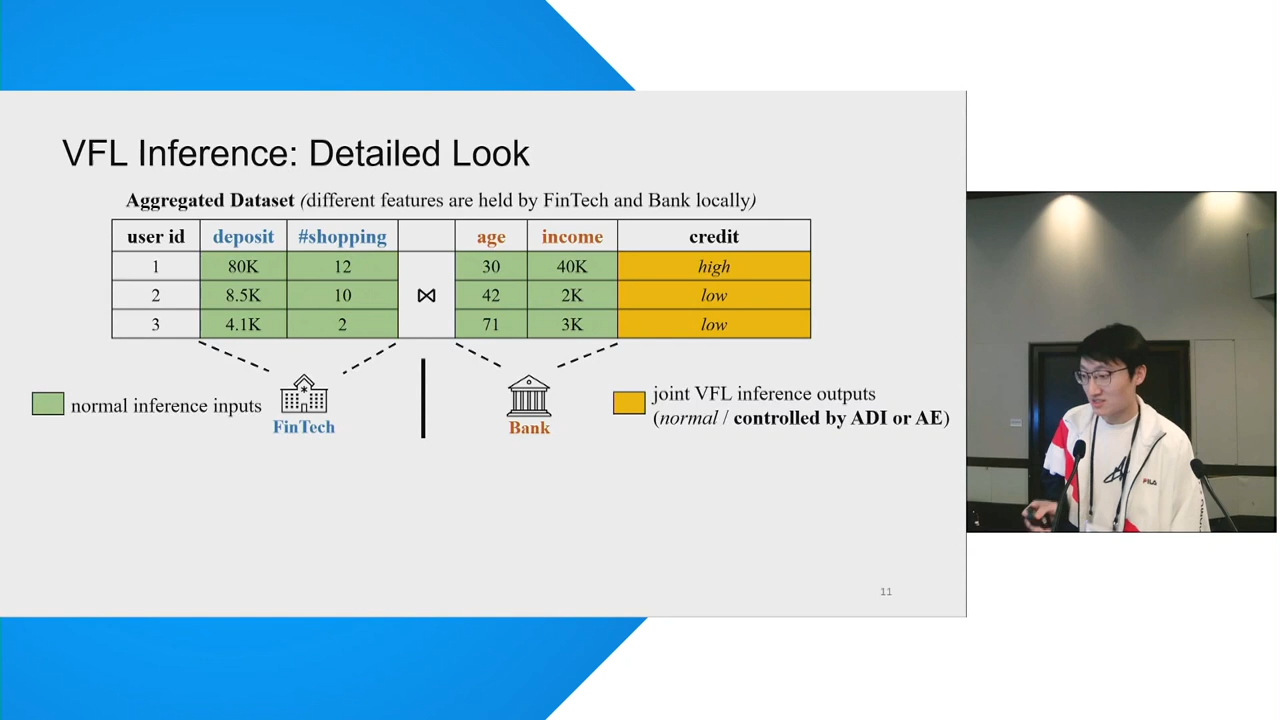 VFL Inference: Detailed Look
Aggregated Dataset (different features are held by FinTech and Bank locally)
user id deposit #shopping age income credit
1 80K 12 30 40K high
2 8.5K 10 ⋈ 42 2K low
3 4.1K 2 71 3K low
normal inference inputs
FinTech
Bank
joint VFL inference outputs
(normal / controlled by ADI or AE)
11
FILA